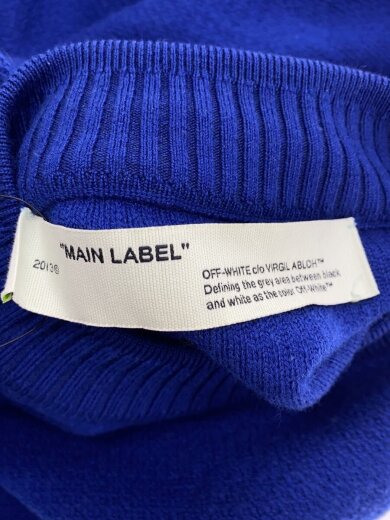 "MAIN LABEL"
2013©
OFF-WHITE c/o VIRGIL ABLOH™
Defining the grey area between black
and white as the color Off-White™